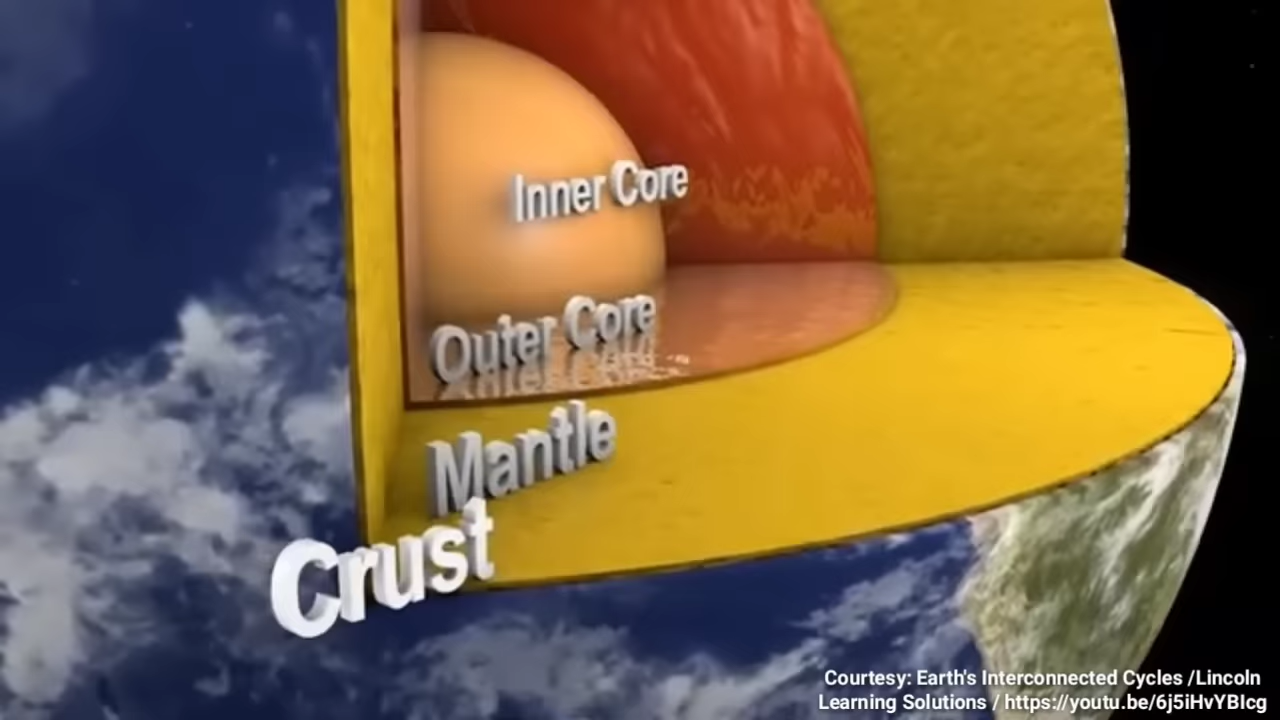 Inner Core
Outer Core
Mantle
Crust
Courtesy: Earth's Interconnected Cycles /Lincoln
Learning Solutions / https://youtu.be/6j5iHvYBIcg